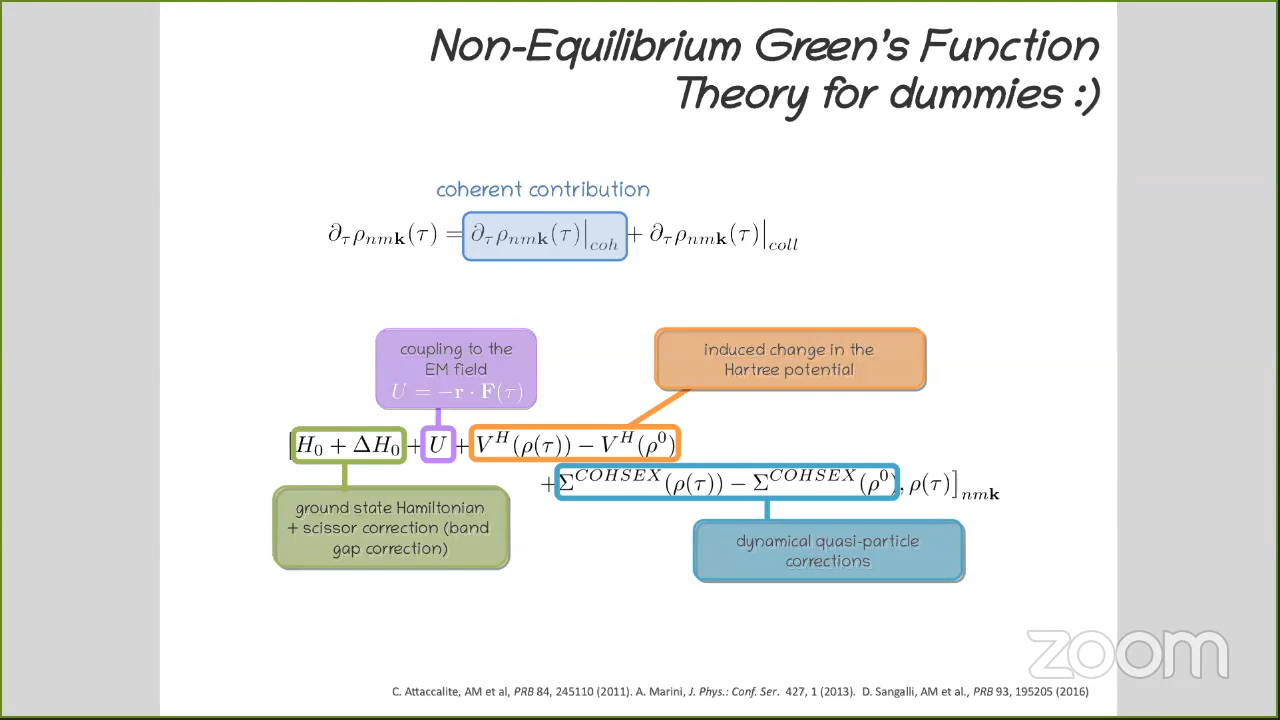 Non-Equilibrium Green's Function
Theory for dummies :)
coherent contribution
∂_τ ρ_{nm𝐤}(τ) = ∂_τ ρ_{nm𝐤}(τ)|_{coh} + ∂_τ ρ_{nm𝐤}(τ)|_{coll}
coupling to the
EM field
U = −𝐫 · 𝐅(τ)
induced change in the
Hartree potential
[H_0 + ΔH_0 + U + V^H(ρ(τ)) − V^H(ρ^0)
+Σ^{COHSEX}(ρ(τ)) − Σ^{COHSEX}(ρ^0), ρ(τ)]_{nm𝐤}
ground state Hamiltonian
+ scissor correction (band
gap correction)
dynamical quasi-particle
corrections
zoom
C. Attaccalite, AM et al, PRB 84, 245110 (2011). A. Marini, J. Phys.: Conf. Ser. 427, 1 (2013). D. Sangalli, AM et al., PRB 93, 195205 (2016)